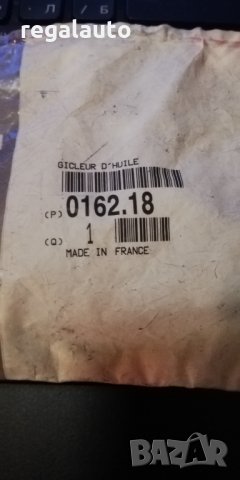 regalauto
GICLEUR D'HUILE
(P) 0162.18
(Q) 1
MADE IN FRANCE
BAZAR